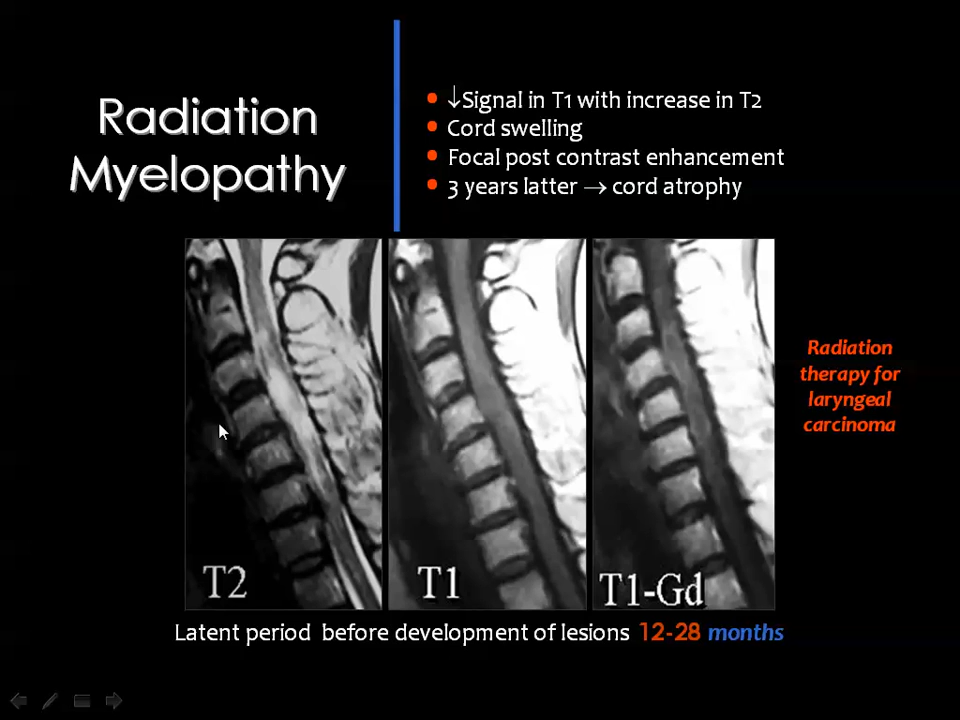 Radiation
Myelopathy
• ↓Signal in T1 with increase in T2
• Cord swelling
• Focal post contrast enhancement
• 3 years latter → cord atrophy
Radiation
therapy for
laryngeal
carcinoma
T2
T1
T1-Gd
Latent period before development of lesions 12-28 months